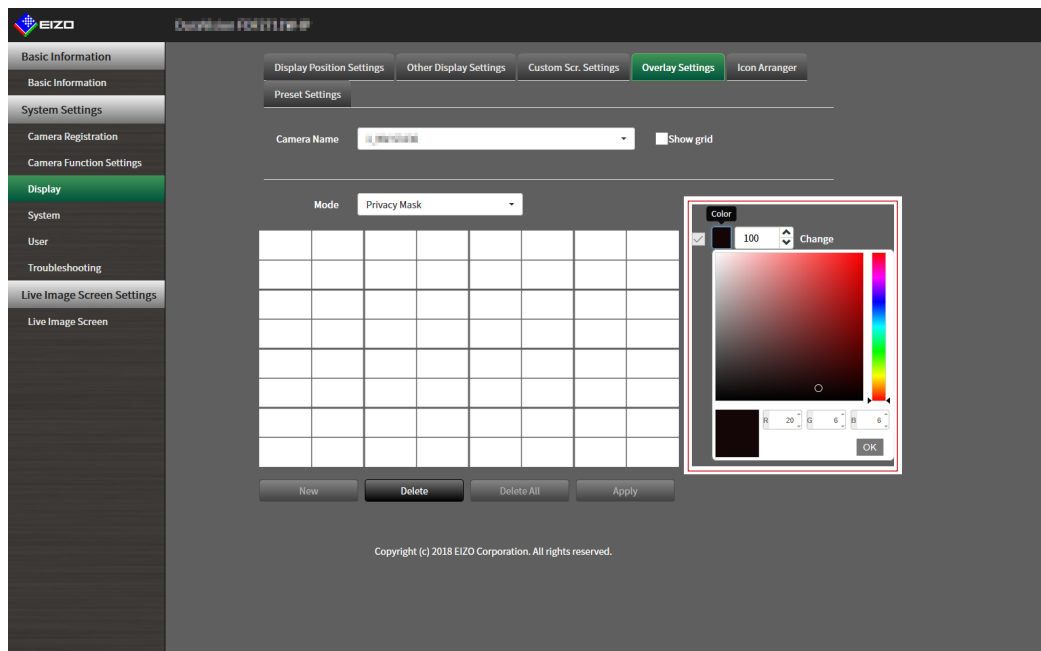 EIZO
Basic Information
Basic Information
System Settings
Camera Registration
Camera Function Settings
Display
System
User
Troubleshooting
Live Image Screen Settings
Live Image Screen
Display Position Settings
Other Display Settings
Custom Scr. Settings
Overlay Settings
Icon Arranger
Preset Settings
Camera Name
Show grid
Mode
Privacy Mask
Color
100
Change
R 20 G 6 B 6
OK
New
Delete
Delete All
Apply
Copyright (c) 2018 EIZO Corporation. All rights reserved.